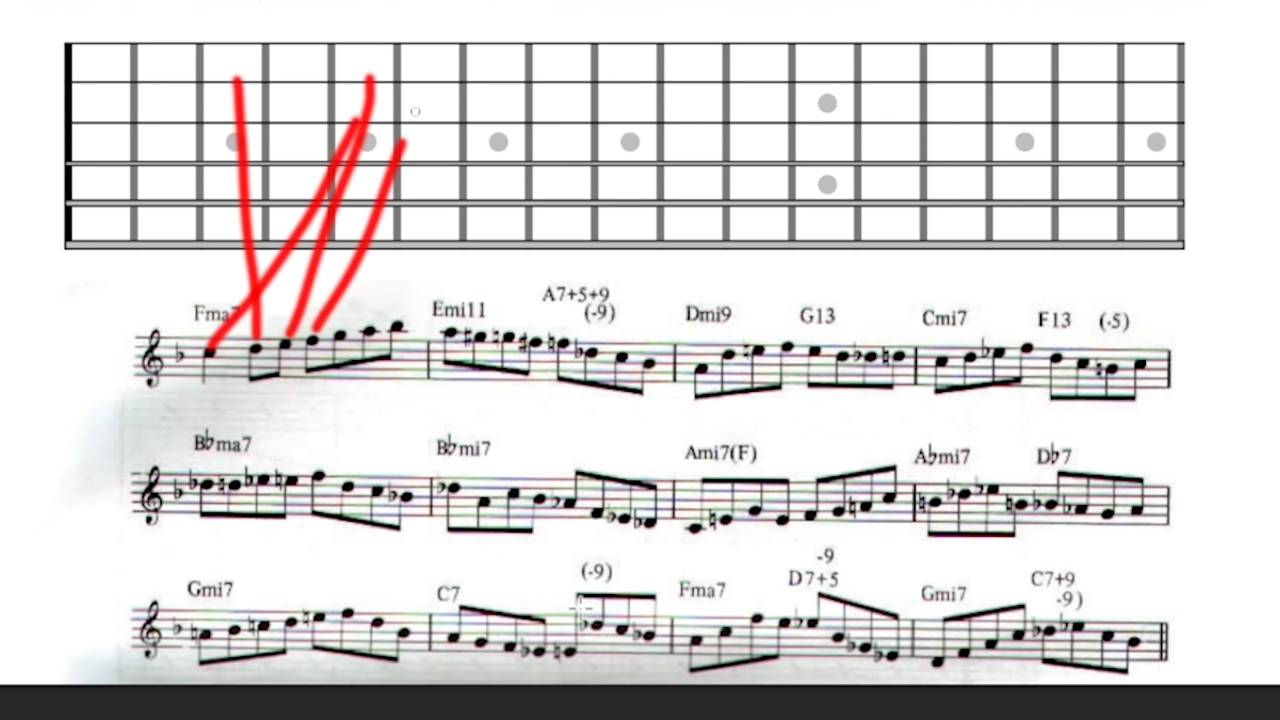 Fma7 Emi11 A7+5+9 Dmi9 G13 Cmi7 F13 (-5)
(-9)
B♭ma7 B♭mi7 Ami7(F) A♭mi7 D♭7
(-9) -9
Gmi7 C7 Fma7 D7+5 Gmi7 C7+9
-9)